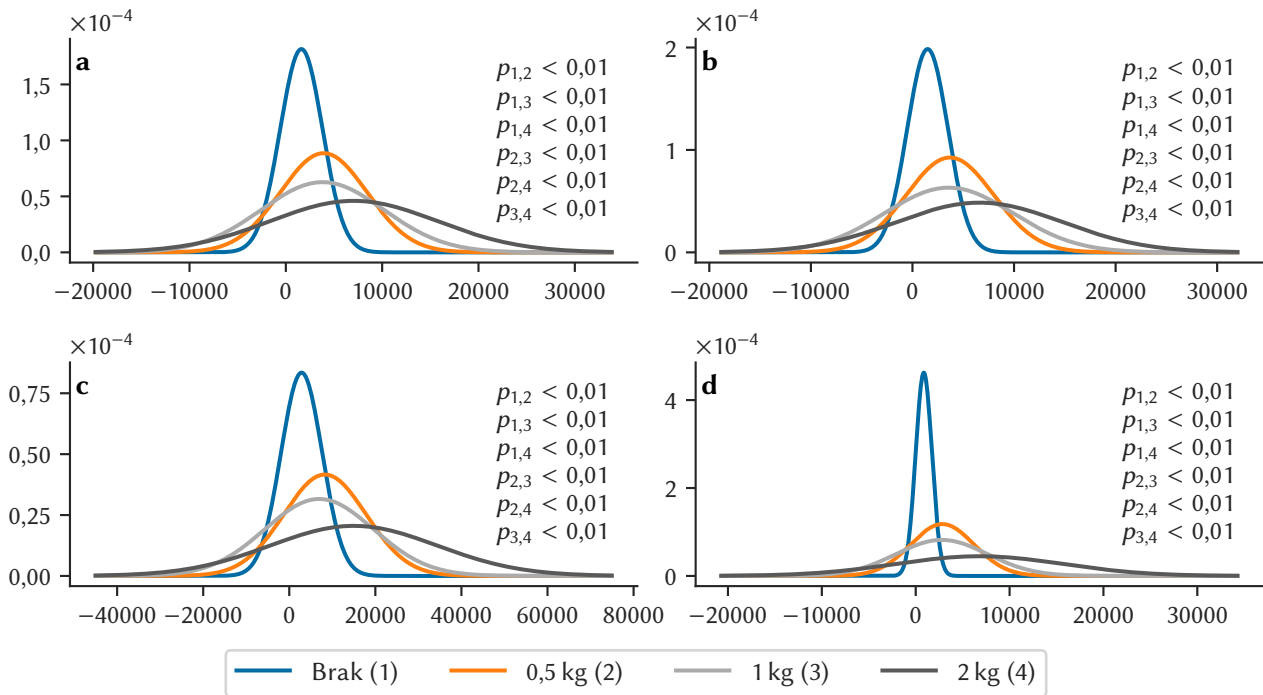 ×10−4
a
p1,2 < 0,01
p1,3 < 0,01
p1,4 < 0,01
p2,3 < 0,01
p2,4 < 0,01
p3,4 < 0,01
1,5
1,0
0,5
0,0
−20000 −10000 0 10000 20000 30000
×10−4
b
p1,2 < 0,01
p1,3 < 0,01
p1,4 < 0,01
p2,3 < 0,01
p2,4 < 0,01
p3,4 < 0,01
2
1
0
−20000 −10000 0 10000 20000 30000
×10−4
c
p1,2 < 0,01
p1,3 < 0,01
p1,4 < 0,01
p2,3 < 0,01
p2,4 < 0,01
p3,4 < 0,01
0,75
0,50
0,25
0,00
−40000 −20000 0 20000 40000 60000 80000
×10−4
d
p1,2 < 0,01
p1,3 < 0,01
p1,4 < 0,01
p2,3 < 0,01
p2,4 < 0,01
p3,4 < 0,01
4
2
0
−20000 −10000 0 10000 20000 30000
Brak (1) 0,5 kg (2) 1 kg (3) 2 kg (4)